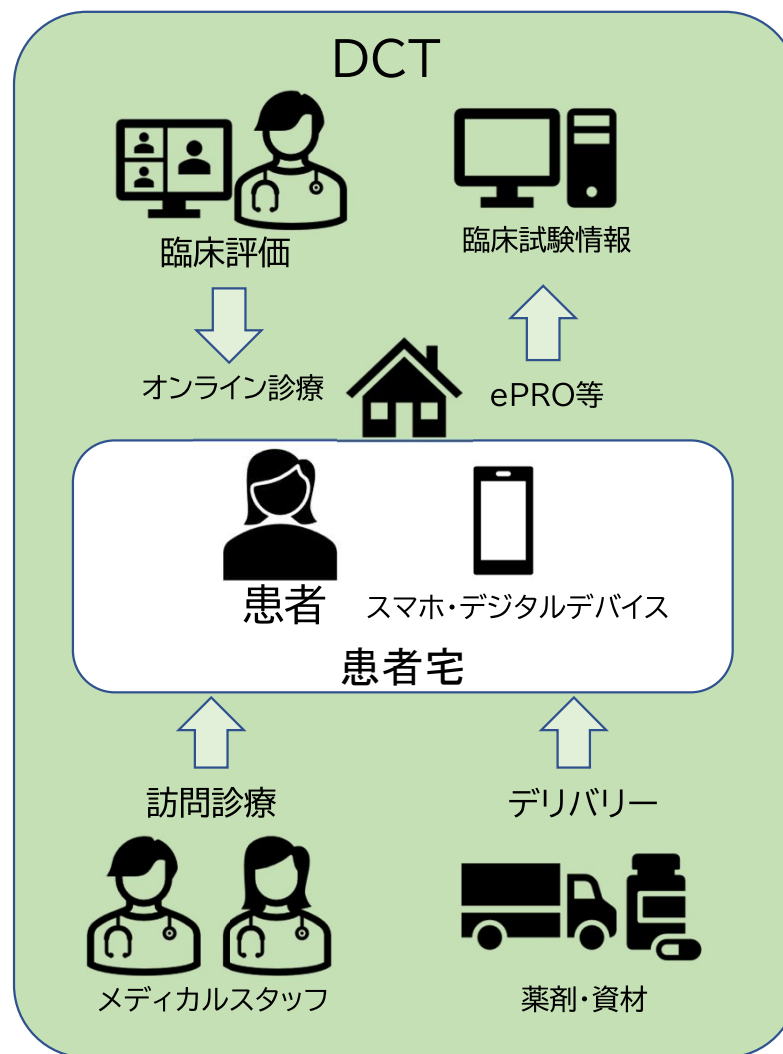 DCT
臨床評価
臨床試験情報
オンライン診療
ePRO等
患者
スマホ・デジタルデバイス
患者宅
訪問診療
デリバリー
メディカルスタッフ
薬剤・資材